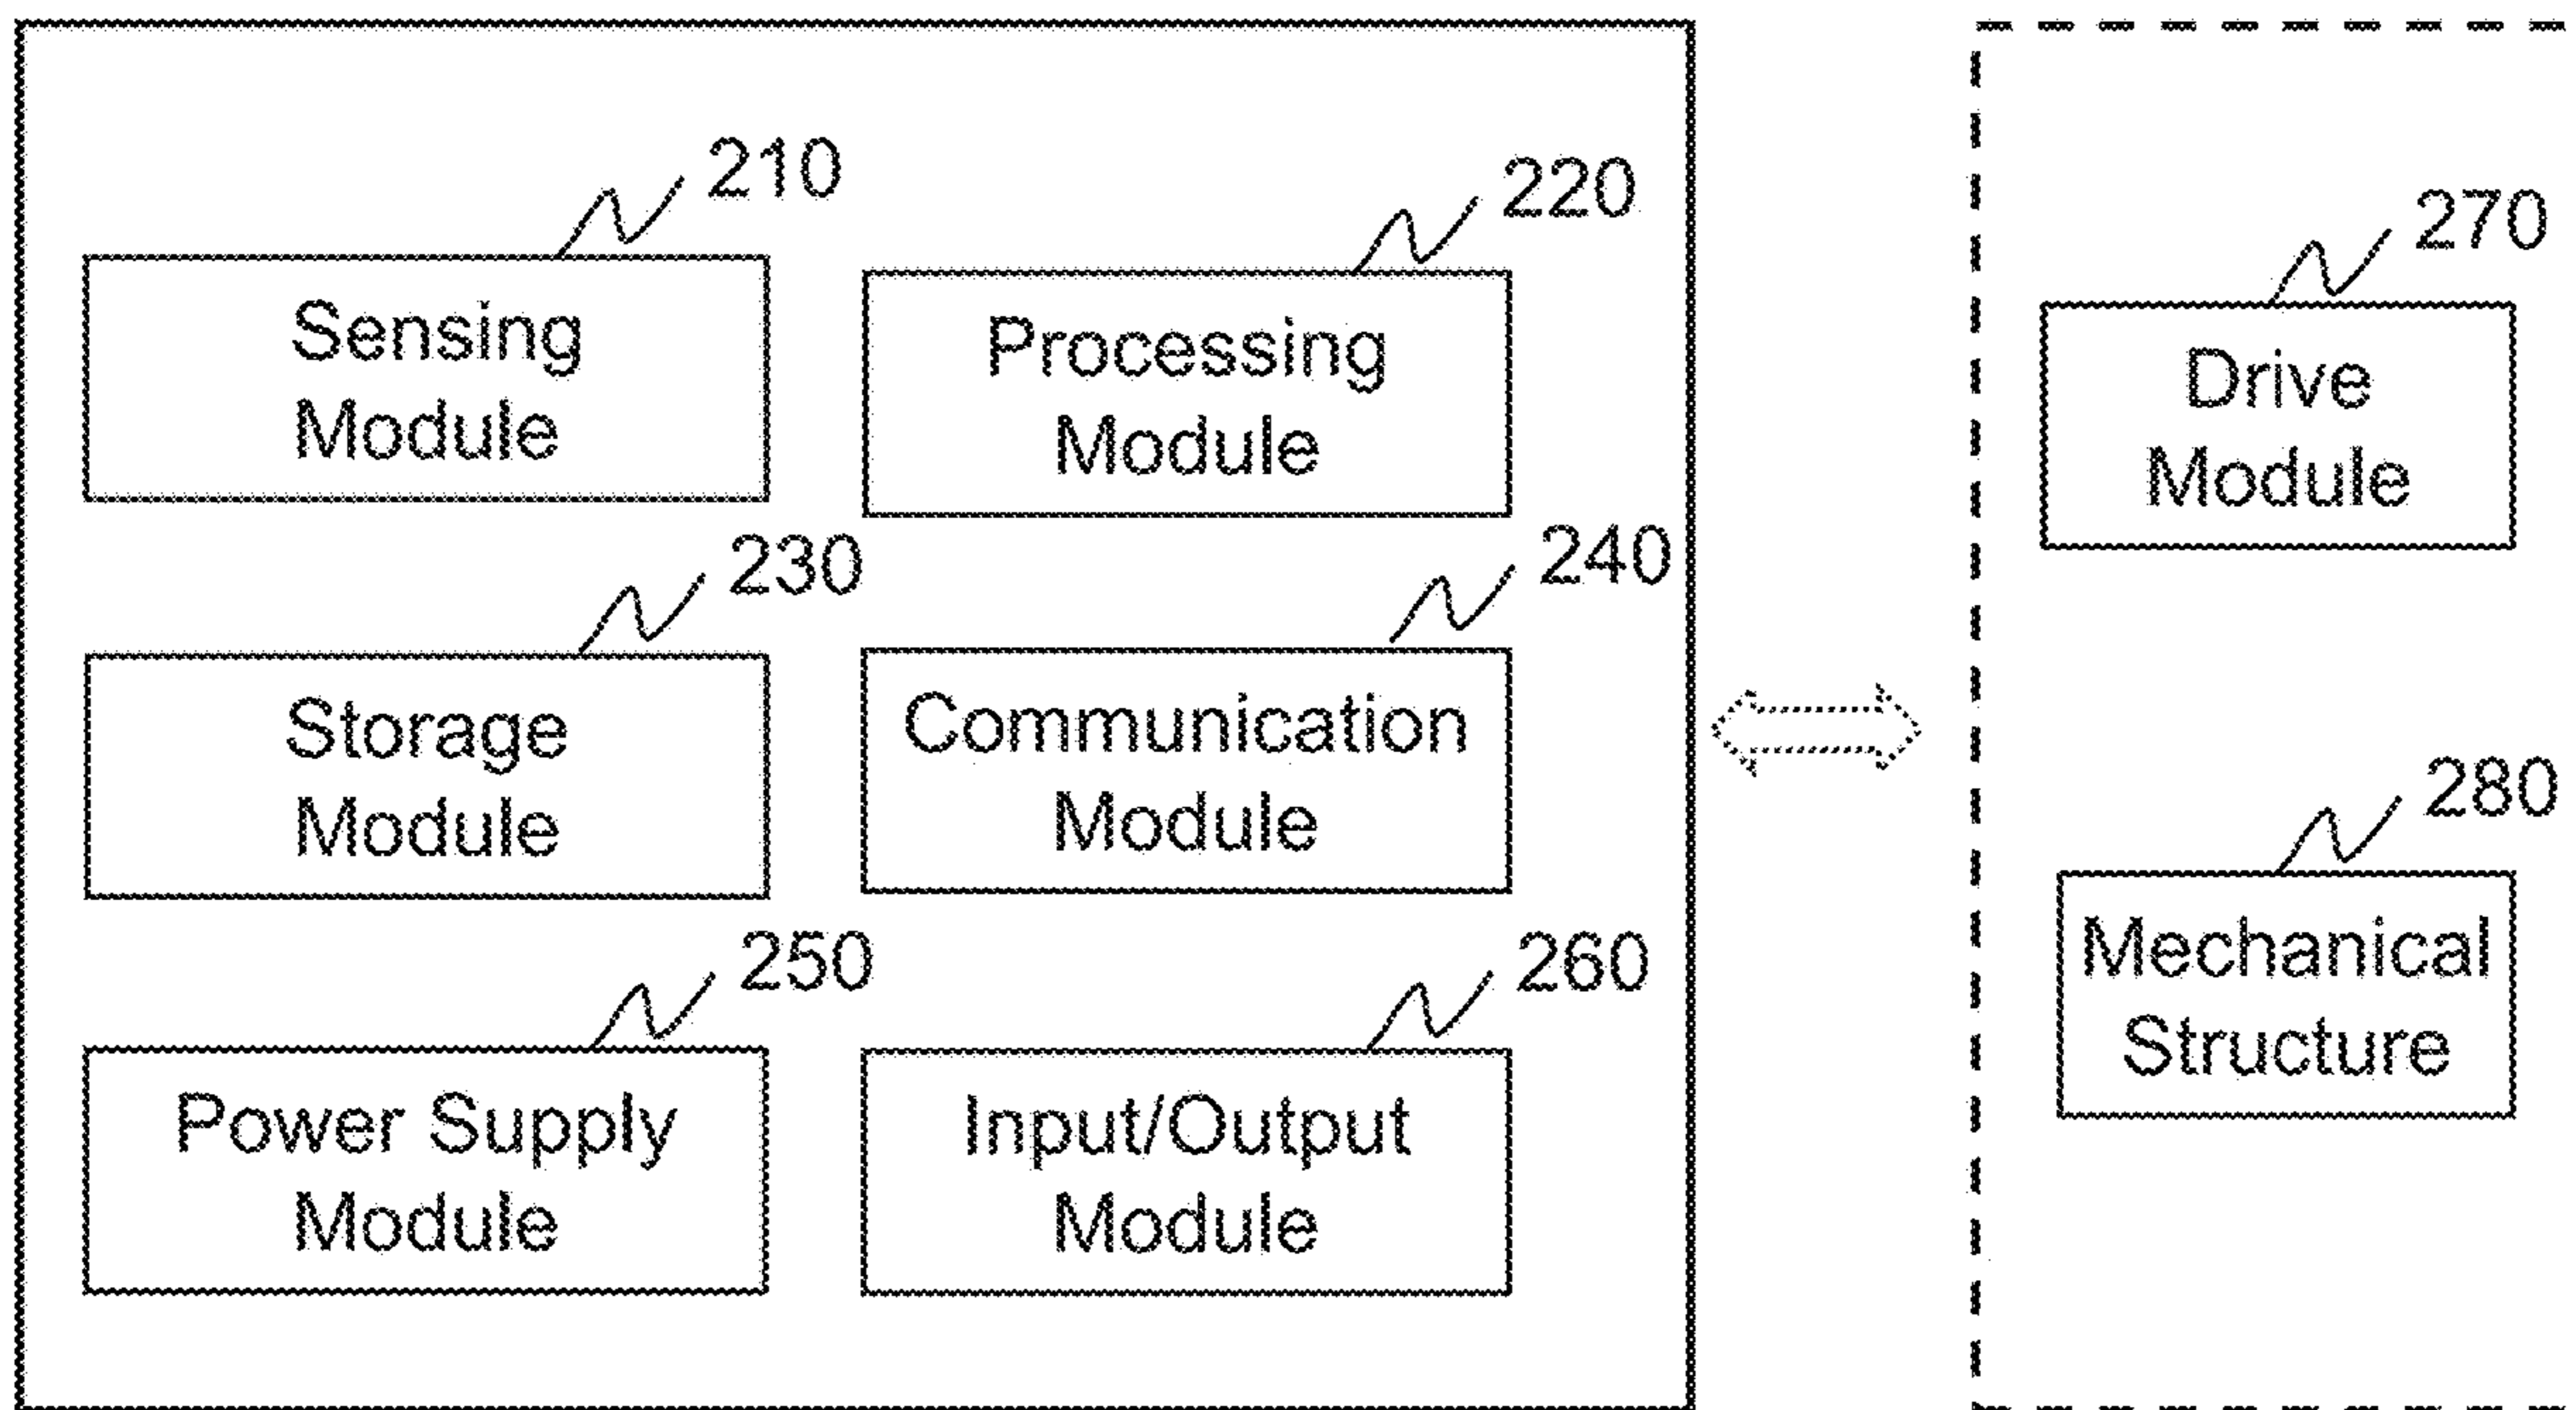 210
Sensing
Module
220
Processing
Module
230
Storage
Module
240
Communication
Module
250
Power Supply
Module
260
Input/Output
Module
270
Drive
Module
280
Mechanical
Structure